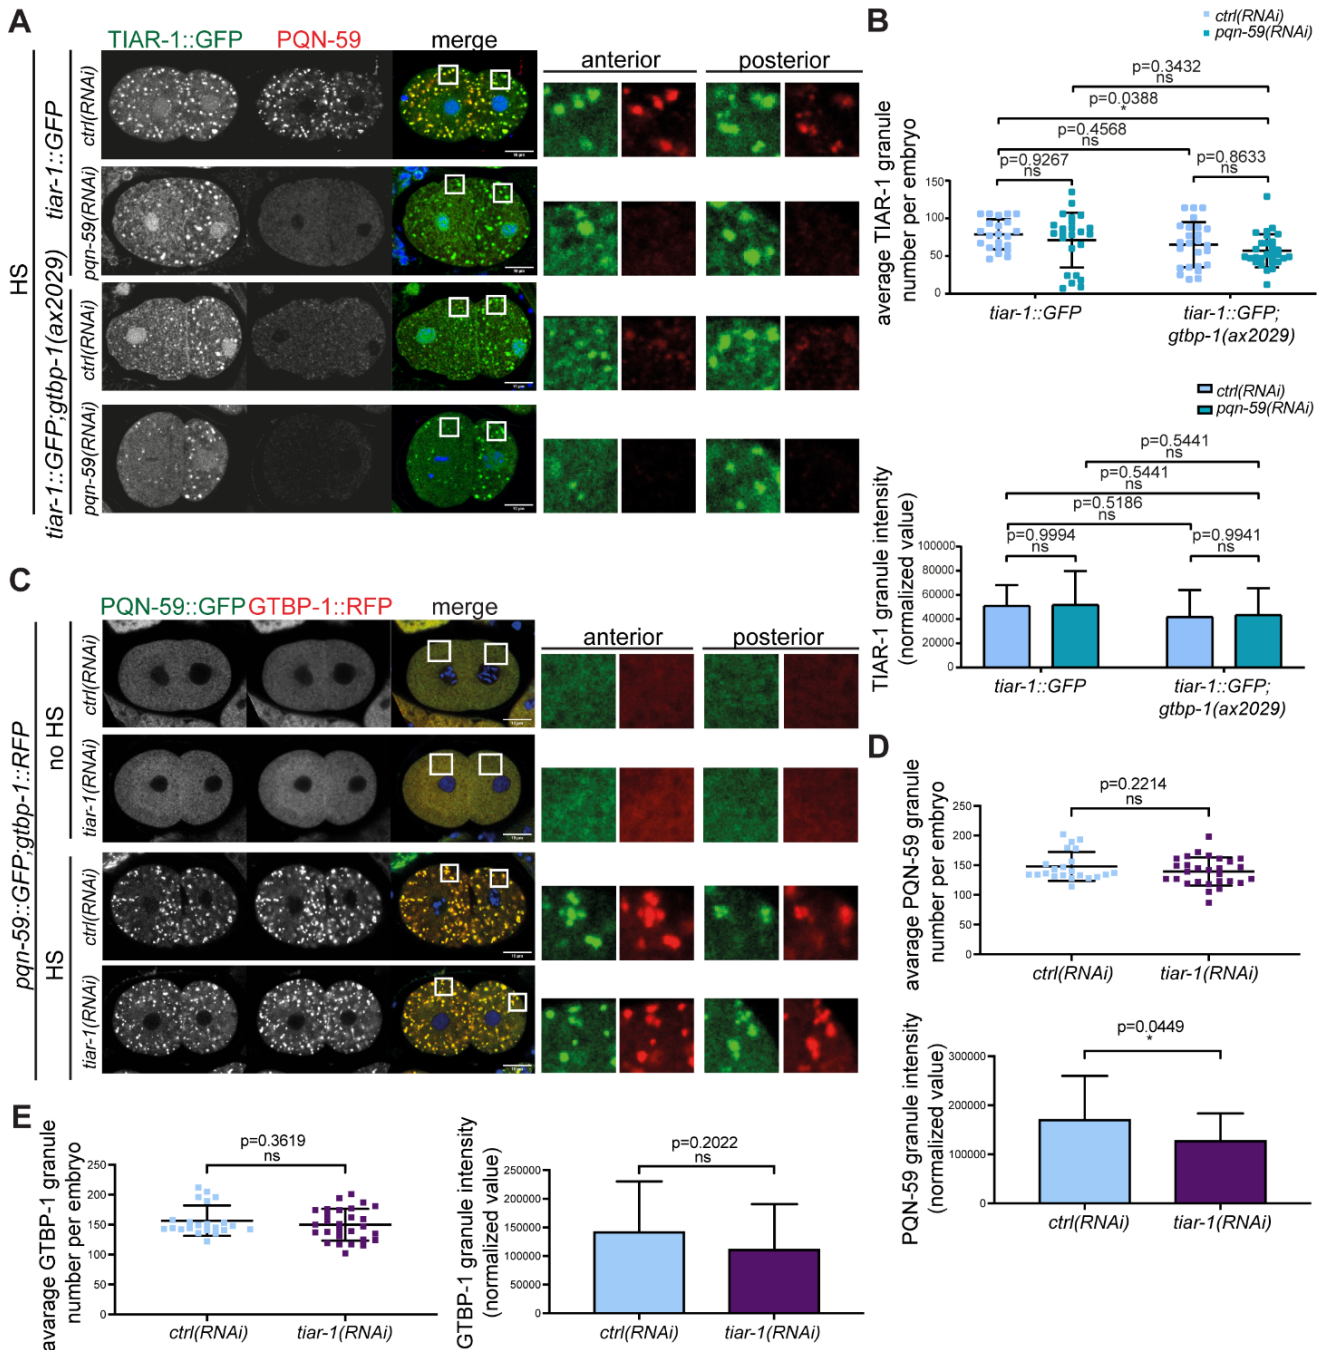 A
TIAR-1::GFP PQN-59 merge
anterior posterior
HS
tiar-1::GFP
ctrl(RNAi)
pqn-59(RNAi)
tiar-1::GFP;gtbp-1(ax2029)
ctrl(RNAi)
pqn-59(RNAi)
B
ctrl(RNAi)
pqn-59(RNAi)
p=0.3432
ns
p=0.0388
*
p=0.4568
ns
p=0.9267
ns
p=0.8633
ns
average TIAR-1 granule
number per embryo
150
100
50
0
tiar-1::GFP
tiar-1::GFP;
gtbp-1(ax2029)
ctrl(RNAi)
pqn-59(RNAi)
p=0.5441
ns
p=0.5441
ns
p=0.5186
ns
p=0.9994
ns
p=0.9941
ns
TIAR-1 granule intensity
(normalized value)
100000
80000
60000
40000
20000
0
tiar-1::GFP
tiar-1::GFP;
gtbp-1(ax2029)
C
PQN-59::GFP GTBP-1::RFP merge
anterior posterior
pqn-59::GFP;gtbp-1::RFP
no HS
ctrl(RNAi)
tiar-1(RNAi)
HS
ctrl(RNAi)
tiar-1(RNAi)
D
p=0.2214
ns
avarage PQN-59 granule
number per embryo
250
200
150
100
50
0
ctrl(RNAi) tiar-1(RNAi)
p=0.0449
*
PQN-59 granule intensity
(normalized value)
300000
200000
100000
0
ctrl(RNAi) tiar-1(RNAi)
E
p=0.3619
ns
avarage GTBP-1 granule
number per embryo
250
200
150
100
50
0
ctrl(RNAi) tiar-1(RNAi)
p=0.2022
ns
GTBP-1 granule intensity
(normalized value)
250000
200000
150000
100000
50000
0
ctrl(RNAi) tiar-1(RNAi)